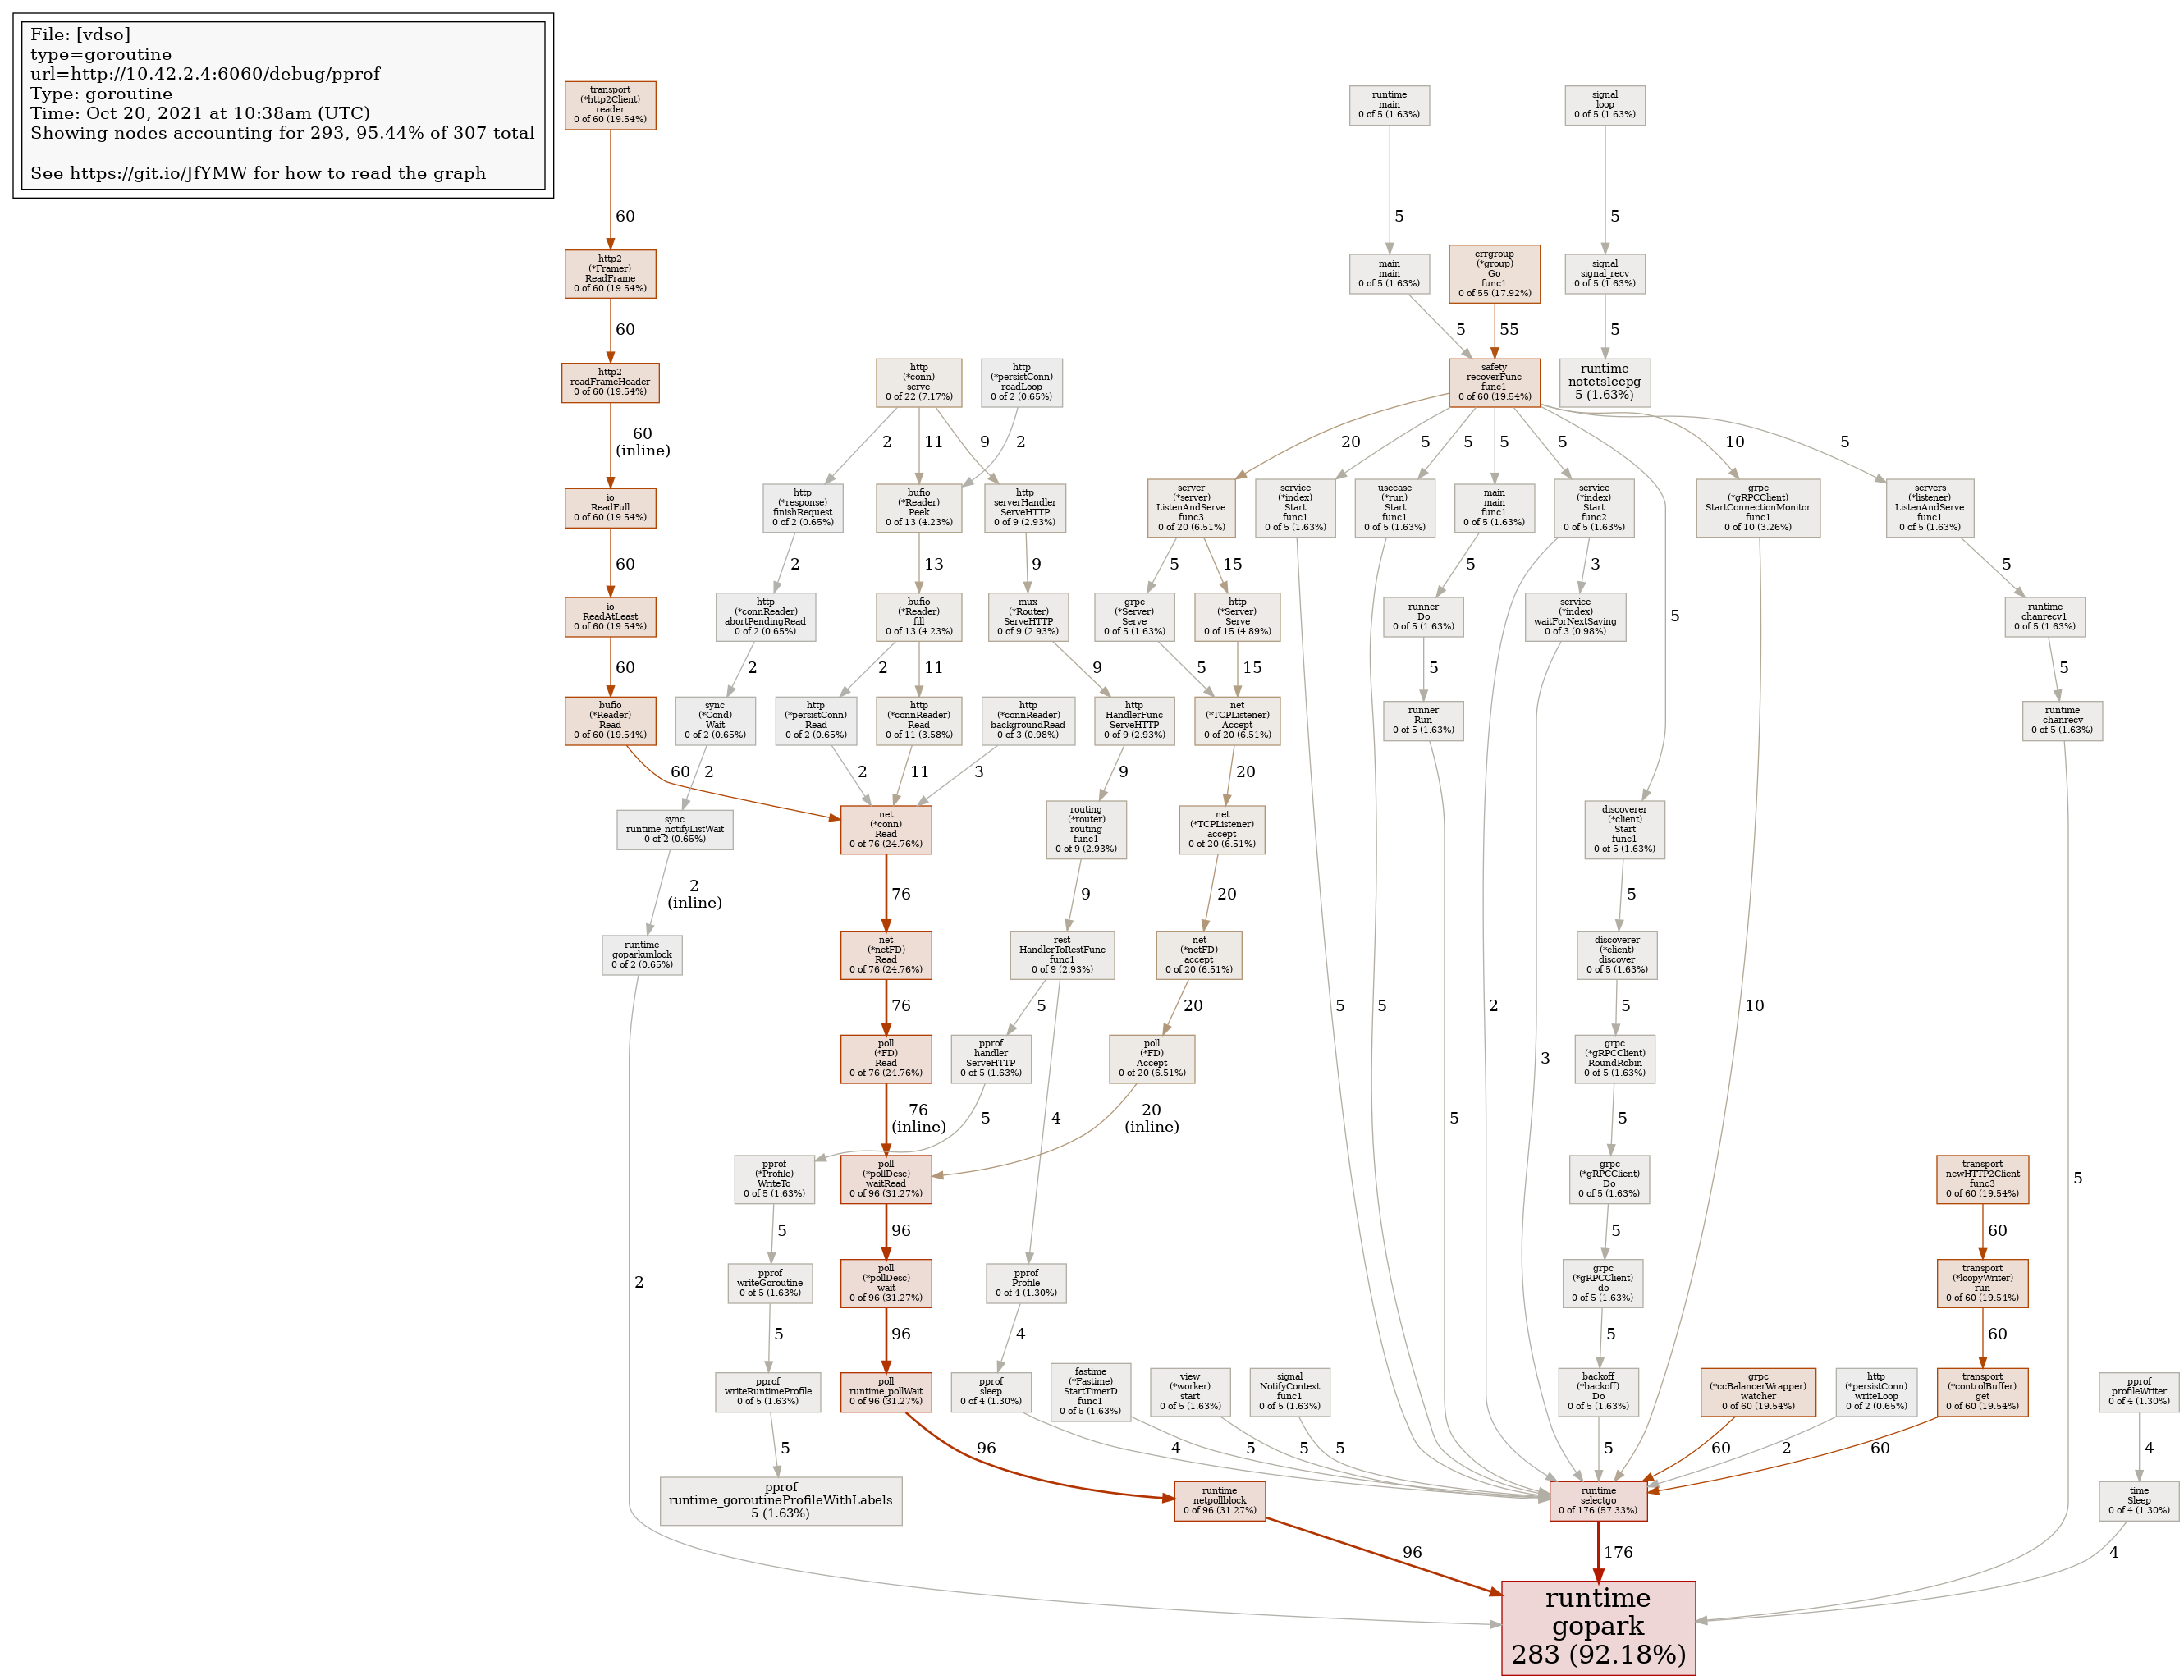 File: [vdso]
type=goroutine
url=http://10.42.2.4:6060/debug/pprof
Type: goroutine
Time: Oct 20, 2021 at 10:38am (UTC)
Showing nodes accounting for 293, 95.44% of 307 total
See https://git.io/JfYMW for how to read the graph
transport
(*http2Client)
reader
0 of 60 (19.54%)
runtime
main
0 of 5 (1.63%)
signal
loop
0 of 5 (1.63%)
60
5
5
http2
(*Framer)
ReadFrame
0 of 60 (19.54%)
main
main
0 of 5 (1.63%)
errgroup
(*group)
Go
func1
0 of 55 (17.92%)
signal
signal_recv
0 of 5 (1.63%)
60
5
55
5
http2
readFrameHeader
0 of 60 (19.54%)
http
(*conn)
serve
0 of 22 (7.17%)
http
(*persistConn)
readLoop
0 of 2 (0.65%)
safety
recoverFunc
func1
0 of 60 (19.54%)
runtime
notetsleepg
5 (1.63%)
60
(inline)
2
11
9
2
20
5
5
5
5
10
5
io
ReadFull
0 of 60 (19.54%)
http
(*response)
finishRequest
0 of 2 (0.65%)
bufio
(*Reader)
Peek
0 of 13 (4.23%)
http
serverHandler
ServeHTTP
0 of 9 (2.93%)
server
(*server)
ListenAndServe
func3
0 of 20 (6.51%)
service
(*index)
Start
func1
0 of 5 (1.63%)
usecase
(*run)
Start
func1
0 of 5 (1.63%)
main
main
func1
0 of 5 (1.63%)
service
(*index)
Start
func2
0 of 5 (1.63%)
grpc
(*gRPCClient)
StartConnectionMonitor
func1
0 of 10 (3.26%)
servers
(*listener)
ListenAndServe
func1
0 of 5 (1.63%)
60
2
13
9
5
15
5
3
5
io
ReadAtLeast
0 of 60 (19.54%)
http
(*connReader)
abortPendingRead
0 of 2 (0.65%)
bufio
(*Reader)
fill
0 of 13 (4.23%)
mux
(*Router)
ServeHTTP
0 of 9 (2.93%)
grpc
(*Server)
Serve
0 of 5 (1.63%)
http
(*Server)
Serve
0 of 15 (4.89%)
runner
Do
0 of 5 (1.63%)
service
(*index)
waitForNextSaving
0 of 3 (0.98%)
5
runtime
chanrecv1
0 of 5 (1.63%)
60
2
2
11
9
5
15
5
5
bufio
(*Reader)
Read
0 of 60 (19.54%)
sync
(*Cond)
Wait
0 of 2 (0.65%)
http
(*persistConn)
Read
0 of 2 (0.65%)
http
(*connReader)
Read
0 of 11 (3.58%)
http
(*connReader)
backgroundRead
0 of 3 (0.98%)
http
HandlerFunc
ServeHTTP
0 of 9 (2.93%)
net
(*TCPListener)
Accept
0 of 20 (6.51%)
runner
Run
0 of 5 (1.63%)
runtime
chanrecv
0 of 5 (1.63%)
60
2
2
11
3
9
20
sync
runtime_notifyListWait
0 of 2 (0.65%)
net
(*conn)
Read
0 of 76 (24.76%)
routing
(*router)
routing
func1
0 of 9 (2.93%)
net
(*TCPListener)
accept
0 of 20 (6.51%)
discoverer
(*client)
Start
func1
0 of 5 (1.63%)
2
(inline)
76
9
20
5
runtime
goparkunlock
0 of 2 (0.65%)
net
(*netFD)
Read
0 of 76 (24.76%)
rest
HandlerToRestFunc
func1
0 of 9 (2.93%)
net
(*netFD)
accept
0 of 20 (6.51%)
discoverer
(*client)
discover
0 of 5 (1.63%)
76
5
20
5
5
2
5
10
poll
(*FD)
Read
0 of 76 (24.76%)
pprof
handler
ServeHTTP
0 of 5 (1.63%)
poll
(*FD)
Accept
0 of 20 (6.51%)
3
grpc
(*gRPCClient)
RoundRobin
0 of 5 (1.63%)
76
(inline)
5
4
20
(inline)
5
5
pprof
(*Profile)
WriteTo
0 of 5 (1.63%)
poll
(*pollDesc)
waitRead
0 of 96 (31.27%)
grpc
(*gRPCClient)
Do
0 of 5 (1.63%)
transport
newHTTP2Client
func3
0 of 60 (19.54%)
5
5
96
5
60
2
pprof
writeGoroutine
0 of 5 (1.63%)
poll
(*pollDesc)
wait
0 of 96 (31.27%)
pprof
Profile
0 of 4 (1.30%)
grpc
(*gRPCClient)
do
0 of 5 (1.63%)
transport
(*loopyWriter)
run
0 of 60 (19.54%)
5
96
4
5
60
pprof
writeRuntimeProfile
0 of 5 (1.63%)
poll
runtime_pollWait
0 of 96 (31.27%)
pprof
sleep
0 of 4 (1.30%)
fastime
(*Fastime)
StartTimerD
func1
0 of 5 (1.63%)
view
(*worker)
start
0 of 5 (1.63%)
signal
NotifyContext
func1
0 of 5 (1.63%)
backoff
(*backoff)
Do
0 of 5 (1.63%)
grpc
(*ccBalancerWrapper)
watcher
0 of 60 (19.54%)
http
(*persistConn)
writeLoop
0 of 2 (0.65%)
transport
(*controlBuffer)
get
0 of 60 (19.54%)
pprof
profileWriter
0 of 4 (1.30%)
5
96
4
5
5
5
5
60
2
60
4
pprof
runtime_goroutineProfileWithLabels
5 (1.63%)
runtime
netpollblock
0 of 96 (31.27%)
runtime
selectgo
0 of 176 (57.33%)
time
Sleep
0 of 4 (1.30%)
96
176
4
runtime
gopark
283 (92.18%)